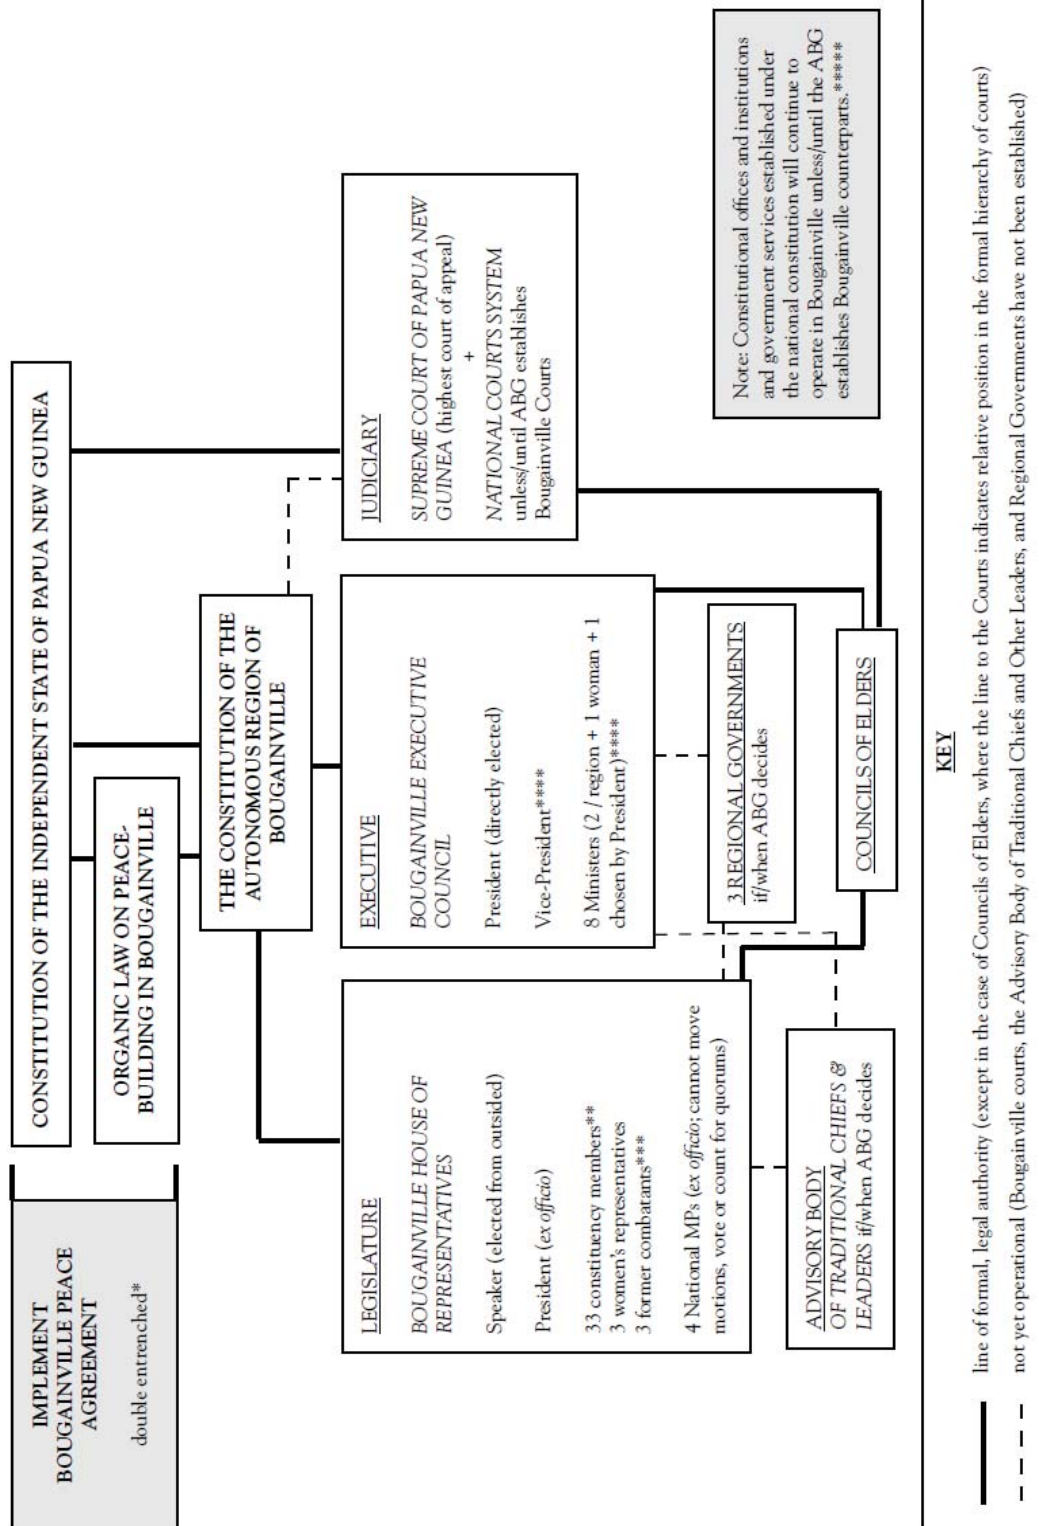 IMPLEMENT
BOUGAINVILLE PEACE
AGREEMENT
double entrenched*
CONSTITUTION OF THE INDEPENDENT STATE OF PAPUA NEW GUINEA
ORGANIC LAW ON PEACE-
BUILDING IN BOUGAINVILLE
THE CONSTITUTION OF THE
AUTONOMOUS REGION OF
BOUGAINVILLE
LEGISLATURE
BOUGAINVILLE HOUSE OF
REPRESENTATIVES
Speaker (elected from outsided)
President (ex officio)
33 constituency members**
3 women's representatives
3 former combatants***
4 National MPs (ex officio; cannot move
motions, vote or count for quorums)
EXECUTIVE
BOUGAINVILLE EXECUTIVE
COUNCIL
President (directly elected)
Vice-President****
8 Ministers (2 / region + 1 woman + 1
chosen by President)****
JUDICIARY
SUPREME COURT OF PAPUA NEW
GUINEA (highest court of appeal)
+
NATIONAL COURTS SYSTEM
unless/until ABG establishes
Bougainville Courts
ADVISORY BODY
OF TRADITIONAL CHIEFS &
LEADERS if/when ABG decides
3 REGIONAL GOVERNMENTS
if/when ABG decides
COUNCILS OF ELDERS
Note: Constitutional offices and institutions
and government services established under
the national constitution will continue to
operate in Bougainville unless/until the ABG
establishes Bougainville counterparts.*****
KEY
line of formal, legal authority (except in the case of Councils of Elders, where the line to the Courts indicates relative position in the formal hierarchy of courts)
not yet operational (Bougainville courts, the Advisory Body of Traditional Chiefs and Other Leaders, and Regional Governments have not been established)